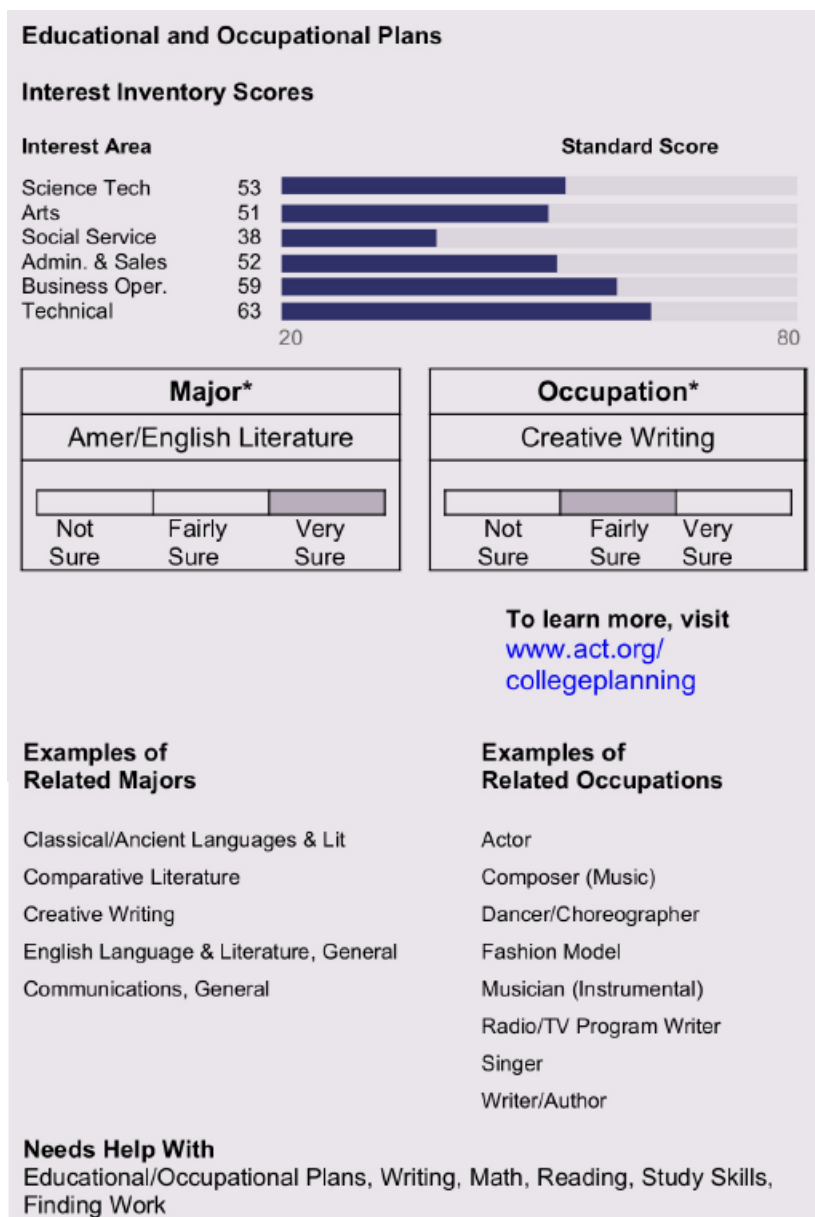 Educational and Occupational Plans
Interest Inventory Scores
Interest Area Standard Score
Science Tech 53
Arts 51
Social Service 38
Admin. & Sales 52
Business Oper. 59
Technical 63
20 80
Major*
Amer/English Literature
Not Sure
Fairly Sure
Very Sure
Occupation*
Creative Writing
Not Sure
Fairly Sure
Very Sure
To learn more, visit
www.act.org/
collegeplanning
Examples of
Related Majors
Classical/Ancient Languages & Lit
Comparative Literature
Creative Writing
English Language & Literature, General
Communications, General
Examples of
Related Occupations
Actor
Composer (Music)
Dancer/Choreographer
Fashion Model
Musician (Instrumental)
Radio/TV Program Writer
Singer
Writer/Author
Needs Help With
Educational/Occupational Plans, Writing, Math, Reading, Study Skills,
Finding Work